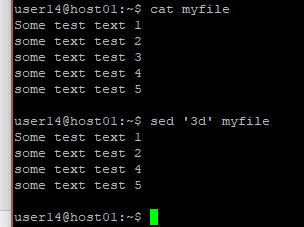 user14@host01:~$ cat myfile
Some test text 1
some text test 2
some text test 3
some text test 4
some text test 5
user14@host01:~$ sed '3d' myfile
Some test text 1
some text test 2
some text test 4
some text test 5
user14@host01:~$